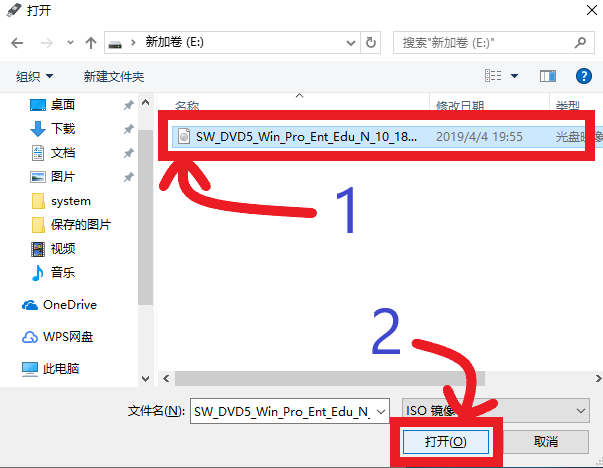 打开
新加卷 (E:)
搜索"新加卷 (E:)"
组织
新建文件夹
桌面
下载
文档
图片
system
保存的图片
视频
音乐
OneDrive
WPS网盘
此电脑
名称
修改日期
类型
SW_DVD5_Win_Pro_Ent_Edu_N_10_18...
2019/4/4 19:55
光盘映像
1
2
文件名(N):
SW_DVD5_Win_Pro_Ent_Edu_N_
ISO 镜像
打开(O)
取消